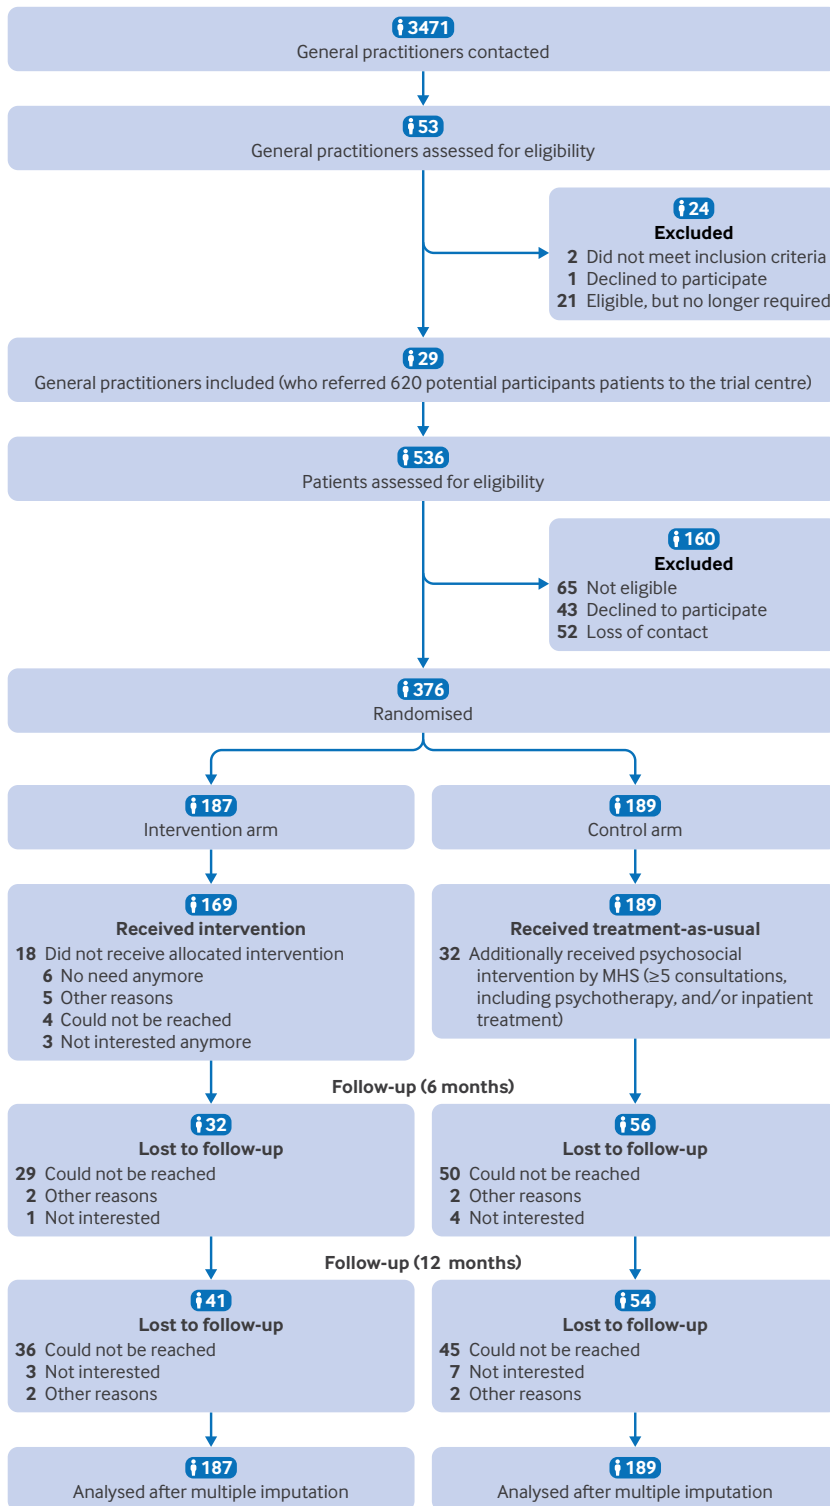 3471
General practitioners contacted
53
General practitioners assessed for eligibility
24
Excluded
2 Did not meet inclusion criteria
1 Declined to participate
21 Eligible, but no longer required
29
General practitioners included (who referred 620 potential participants patients to the trial centre)
536
Patients assessed for eligibility
160
Excluded
65 Not eligible
43 Declined to participate
52 Loss of contact
376
Randomised
187
Intervention arm
189
Control arm
169
Received intervention
18 Did not receive allocated intervention
6 No need anymore
5 Other reasons
4 Could not be reached
3 Not interested anymore
189
Received treatment-as-usual
32 Additionally received psychosocial
intervention by MHS (≥5 consultations,
including psychotherapy, and/or inpatient
treatment)
Follow-up (6 months)
32
Lost to follow-up
29 Could not be reached
2 Other reasons
1 Not interested
56
Lost to follow-up
50 Could not be reached
2 Other reasons
4 Not interested
Follow-up (12 months)
41
Lost to follow-up
36 Could not be reached
3 Not interested
2 Other reasons
54
Lost to follow-up
45 Could not be reached
7 Not interested
2 Other reasons
187
Analysed after multiple imputation
189
Analysed after multiple imputation